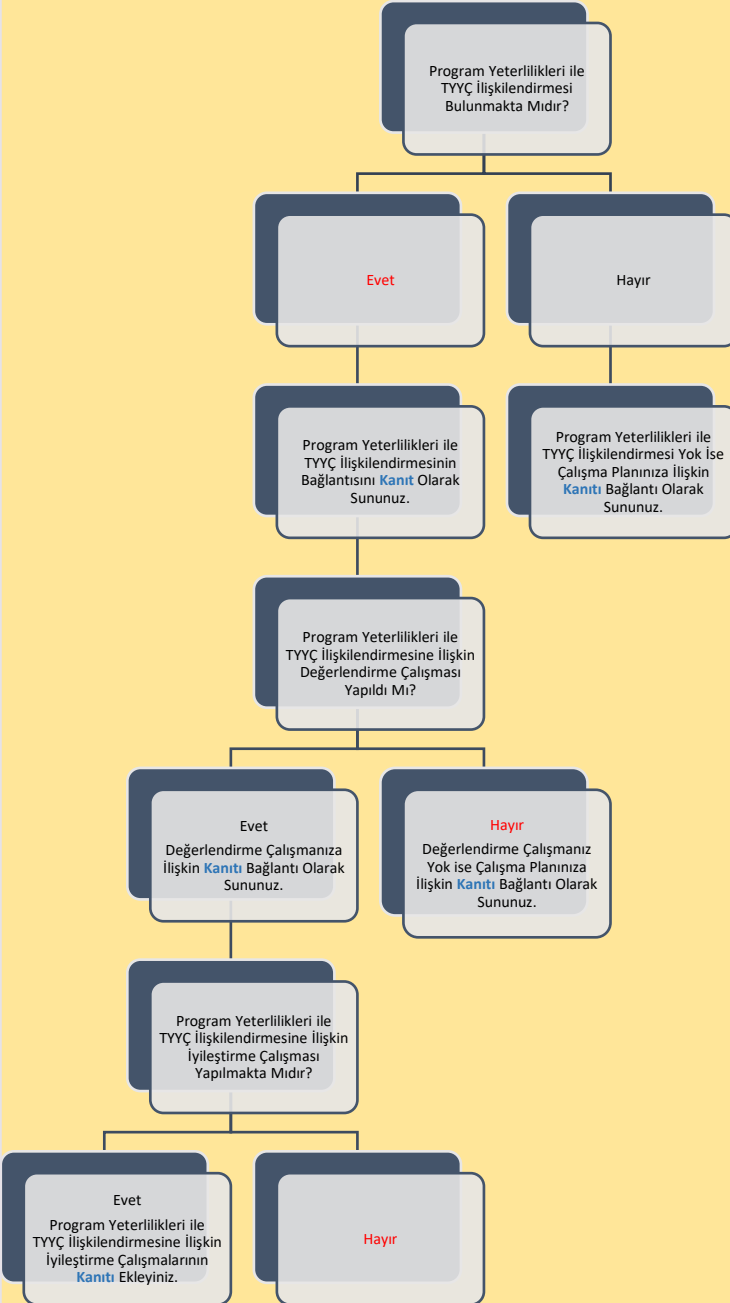 Program Yeterlilikleri ile
TYYÇ İlişkilendirmesi
Bulunmakta Mıdır?
Evet
Hayır
Program Yeterlilikleri ile
TYYÇ İlişkilendirmesinin
Bağlantısını Kanıt Olarak
Sununuz.
Program Yeterlilikleri ile
TYYÇ İlişkilendirmesi Yok İse
Çalışma Planınıza İlişkin
Kanıtı Bağlantı Olarak
Sununuz.
Program Yeterlilikleri ile
TYYÇ İlişkilendirmesine İlişkin
Değerlendirme Çalışması
Yapıldı Mı?
Evet
Değerlendirme Çalışmanıza
İlişkin Kanıtı Bağlantı Olarak
Sununuz.
Hayır
Değerlendirme Çalışmanız
Yok ise Çalışma Planınıza
İlişkin Kanıtı Bağlantı Olarak
Sununuz.
Program Yeterlilikleri ile
TYYÇ İlişkilendirmesine İlişkin
İyileştirme Çalışması
Yapılmakta Mıdır?
Evet
Program Yeterlilikleri ile
TYYÇ İlişkilendirmesine İlişkin
İyileştirme Çalışmalarının
Kanıtı Ekleyiniz.
Hayır